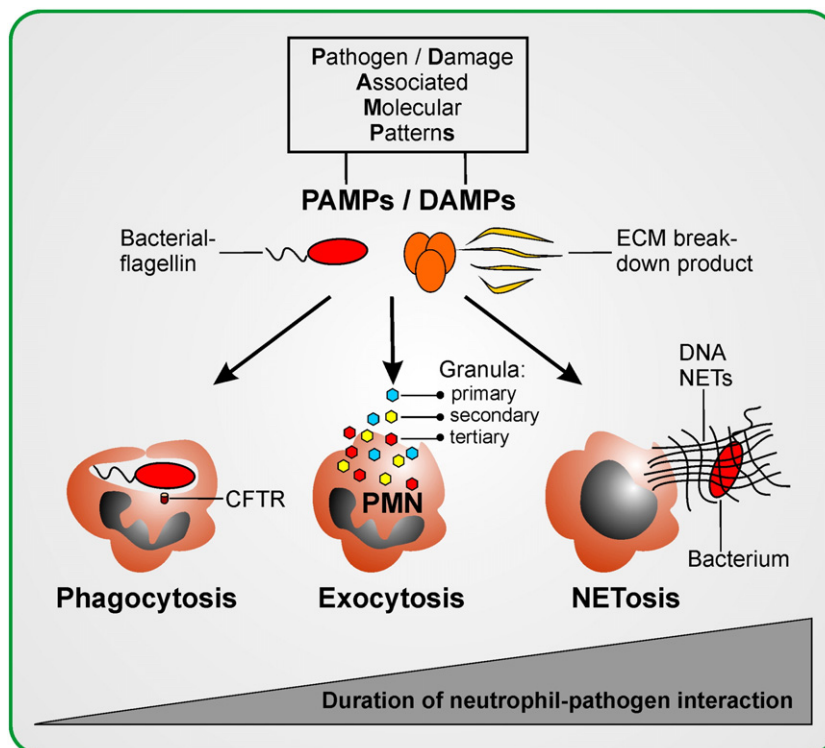 Pathogen / Damage
Associated
Molecular
Patterns
PAMPs / DAMPs
Bacterial-
flagellin
ECM break-
down product
Granula:
primary
secondary
tertiary
DNA
NETs
CFTR
PMN
Bacterium
Phagocytosis
Exocytosis
NETosis
Duration of neutrophil-pathogen interaction